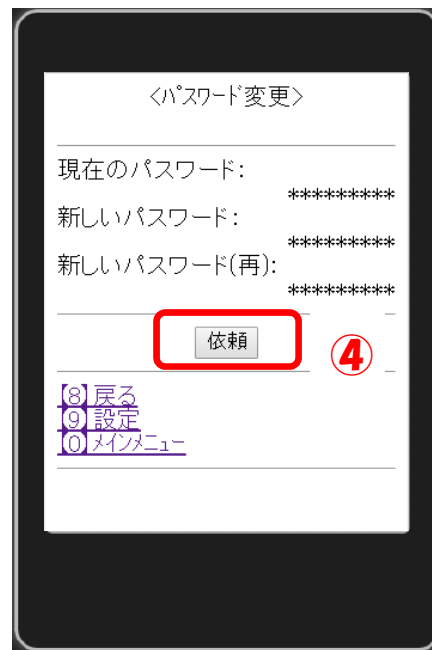 <ﾊﾟｽﾜｰﾄﾞ変更>
現在のパスワード:
*********
新しいパスワード:
*********
新しいパスワード(再):
*********
依頼
④
[8] 戻る
[9] 設定
[0] ﾒｲﾝﾒﾆｭｰ